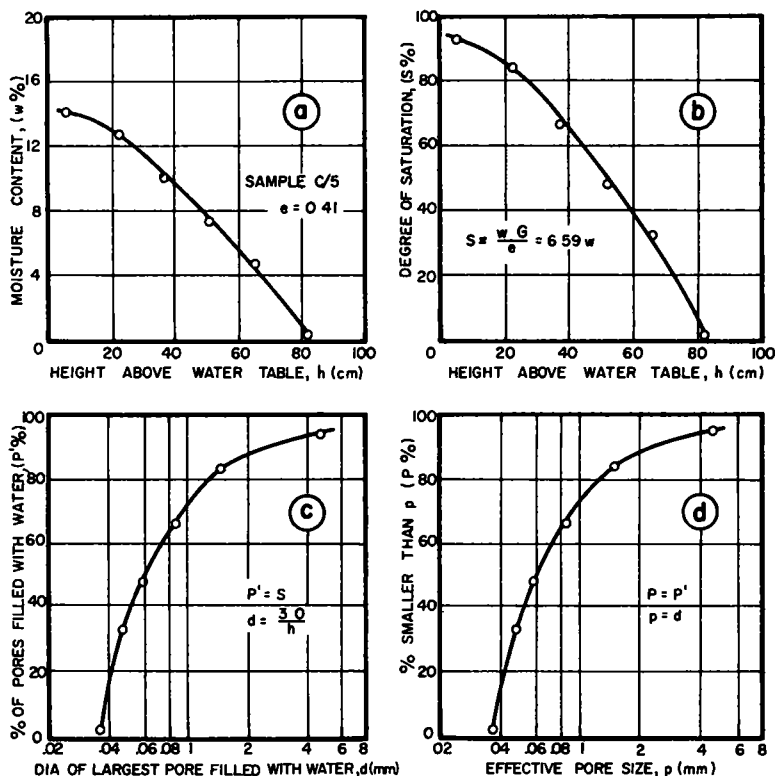 20
16
12
8
4
0
MOISTURE CONTENT, (w%)
a
SAMPLE C/5
e = 0 41
20 40 60 80 100
HEIGHT ABOVE WATER TABLE, h (cm)
100
80
60
40
20
0
DEGREE OF SATURATION, (S%)
b
S = w G / e = 6 59 w
20 40 60 80 100
HEIGHT ABOVE WATER TABLE, h (cm)
100
80
60
40
20
0
% OF PORES FILLED WITH WATER (P'%)
c
P' = S
d = 3 0 / h
.02 .04 .06 .08 .1 .2 .4 .6 .8
DIA OF LARGEST PORE FILLED WITH WATER, d (mm)
100
80
60
40
20
0
% SMALLER THAN p (P%)
d
P = P'
p = d
02 .04 .06 .08 .1 2 4 6 8
EFFECTIVE PORE SIZE, p (mm)